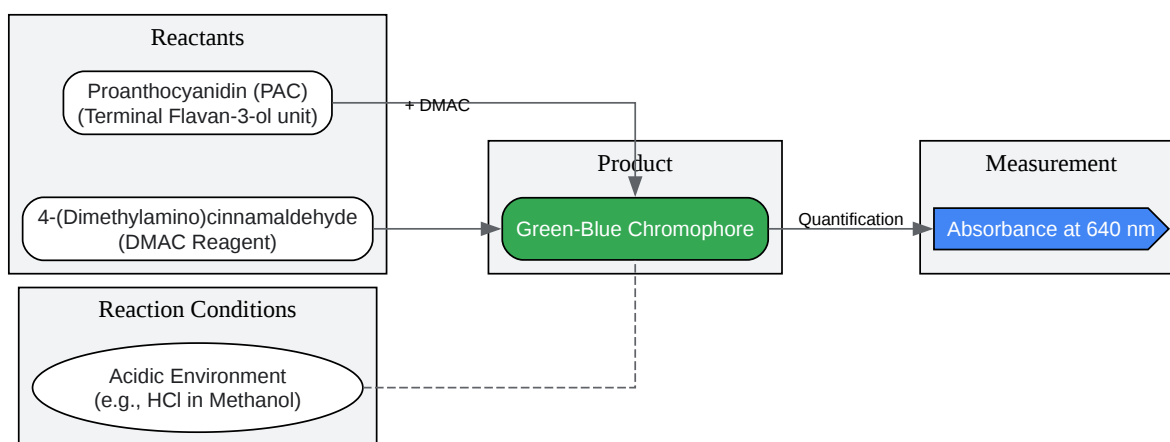 Reactants
Proanthocyanidin (PAC)
(Terminal Flavan-3-ol unit)
+ DMAC
4-(Dimethylamino)cinnamaldehyde
(DMAC Reagent)
Product
Green-Blue Chromophore
Quantification
Measurement
Absorbance at 640 nm
Reaction Conditions
Acidic Environment
(e.g., HCl in Methanol)